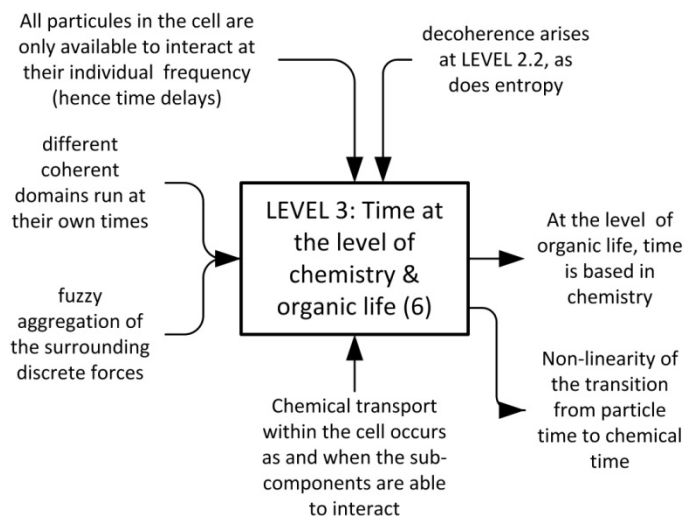 All particules in the cell are
only available to interact at
their individual frequency
(hence time delays)
decoherence arises
at LEVEL 2.2, as
does entropy
different
coherent
domains run at
their own times
fuzzy
aggregation of
the surrounding
discrete forces
LEVEL 3: Time at
the level of
chemistry &
organic life (6)
At the level of
organic life, time
is based in
chemistry
Non-linearity of
the transition
from particle
time to chemical
time
Chemical transport
within the cell occurs
as and when the sub-
components are able
to interact